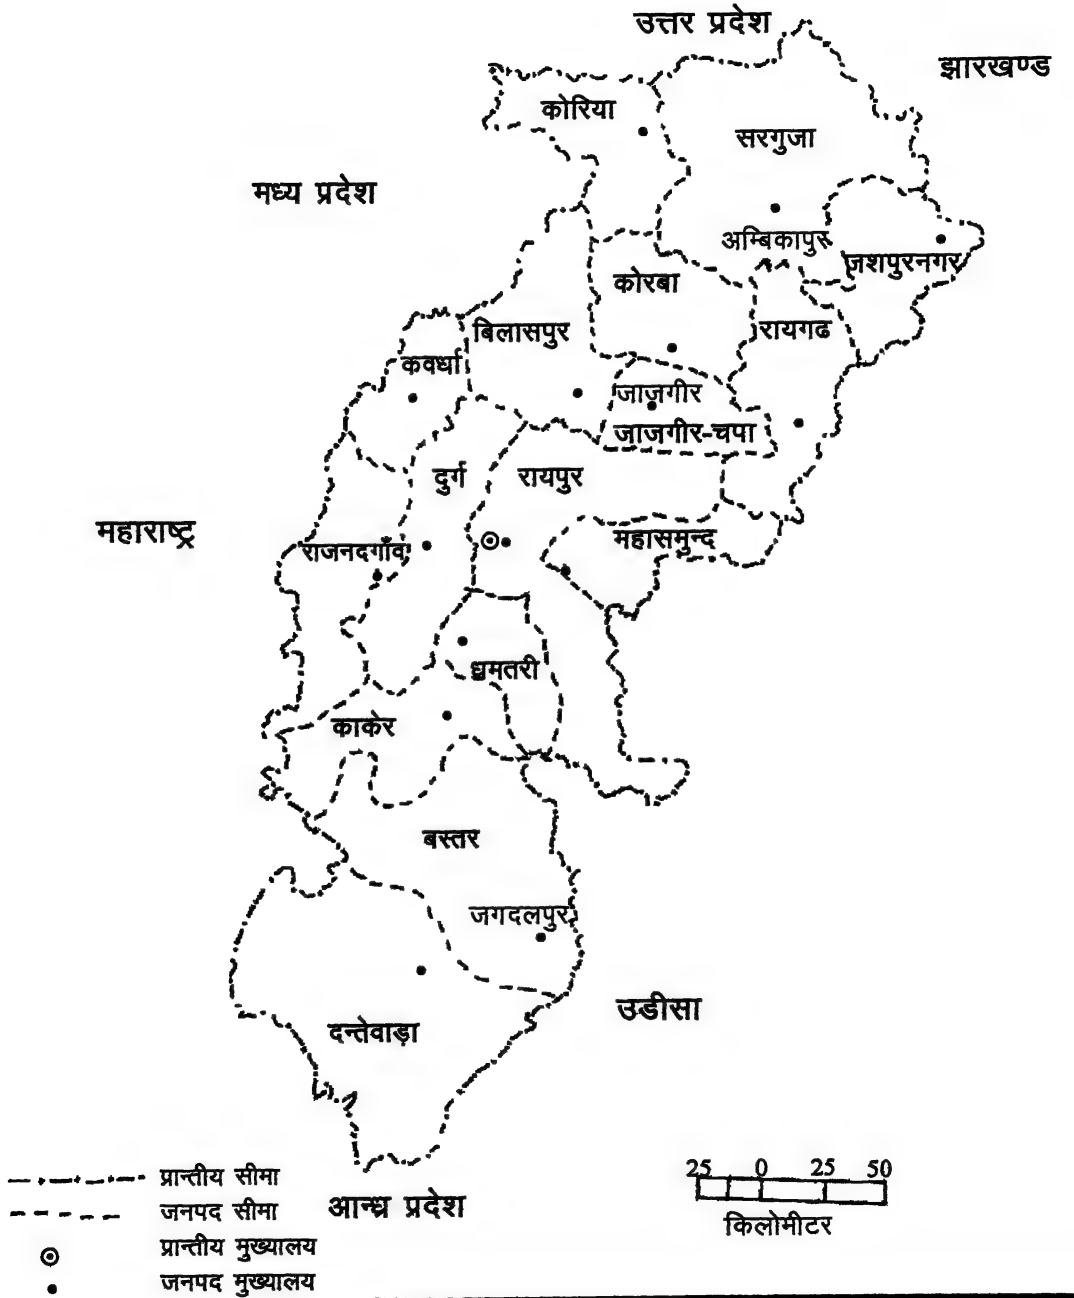 उत्तर प्रदेश
झारखण्ड
कोरिया
सरगुजा
मध्य प्रदेश
अम्बिकापुर
जशपुरनगर
कोरबा
रायगढ
बिलासपुर
कवर्धा
जाजगीर
जाजगीर-चपा
दुर्ग
रायपुर
महाराष्ट्र
महासमुन्द
राजनदगाँव
धमतरी
काकेर
बस्तर
जगदलपुर
उडीसा
दन्तेवाड़ा
प्रान्तीय सीमा
जनपद सीमा
आन्ध्र प्रदेश
प्रान्तीय मुख्यालय
जनपद मुख्यालय
25 0 25 50
किलोमीटर